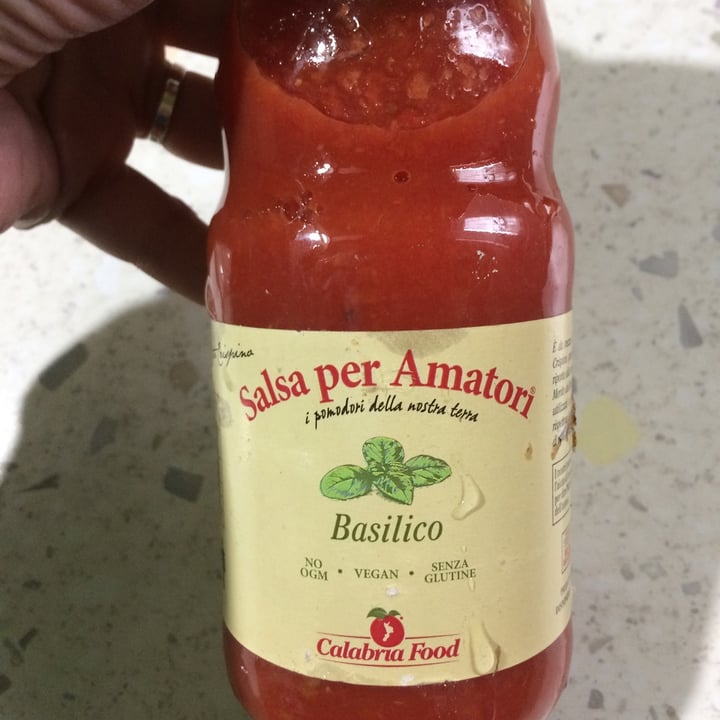 Salsa per Amatori®
i pomodori della nostra terra
Basilico
NO OGM • VEGAN • SENZA GLUTINE
Calabria Food